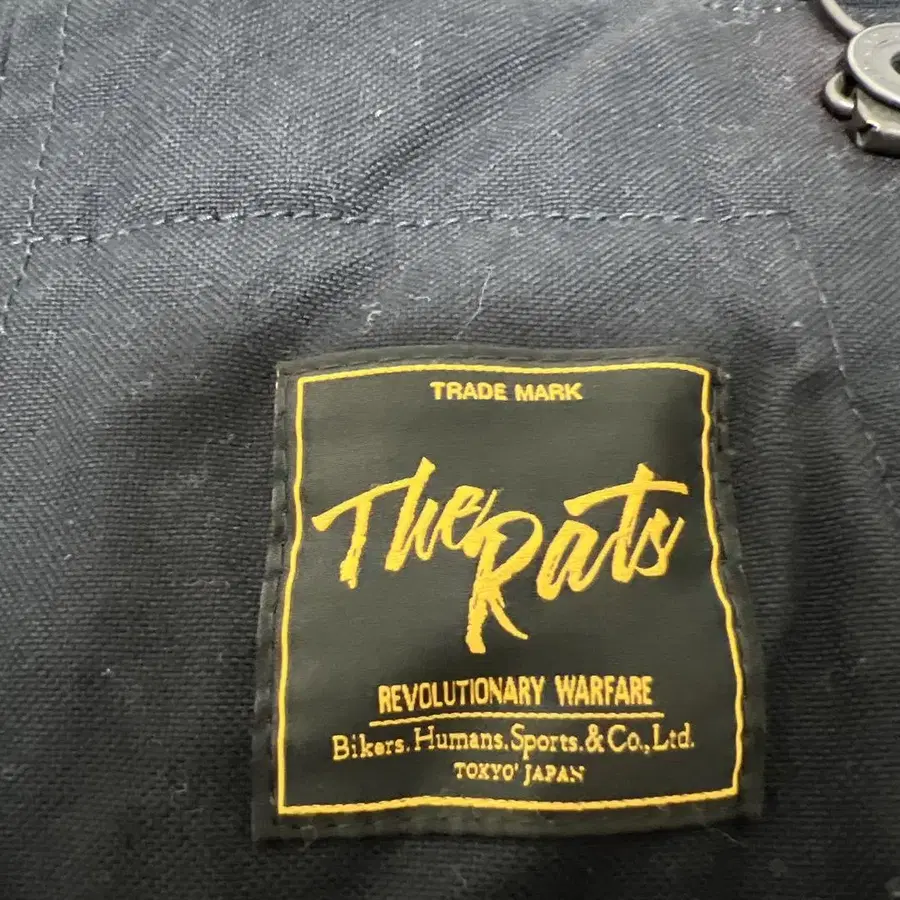 TRADE MARK
The Rats
REVOLUTIONARY WARFARE
Bikers.Humans.Sports.&Co.,Ltd.
TOKYO' JAPAN